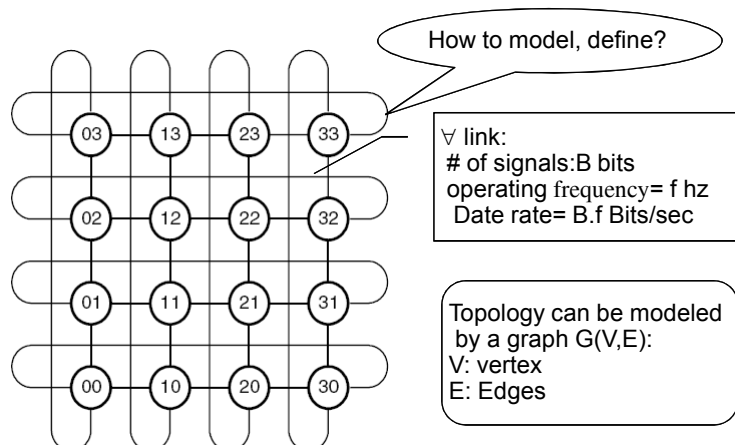 How to model, define?
03 13 23 33
02 12 22 32
01 11 21 31
00 10 20 30
∀ link:
# of signals:B bits
operating frequency= f hz
Date rate= B.f Bits/sec
Topology can be modeled
by a graph G(V,E):
V: vertex
E: Edges